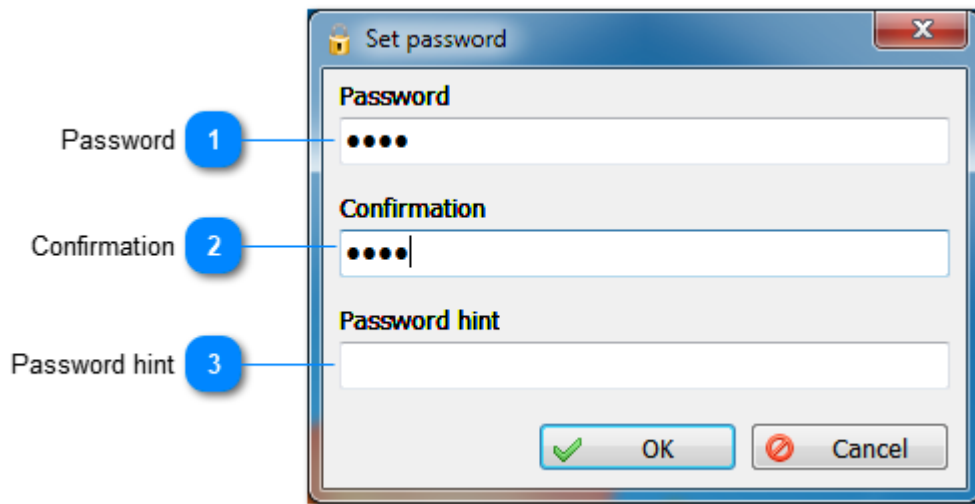 Set password
x
Password
Password 1
••••
Confirmation
Confirmation 2
••••
Password hint
Password hint 3
OK Cancel